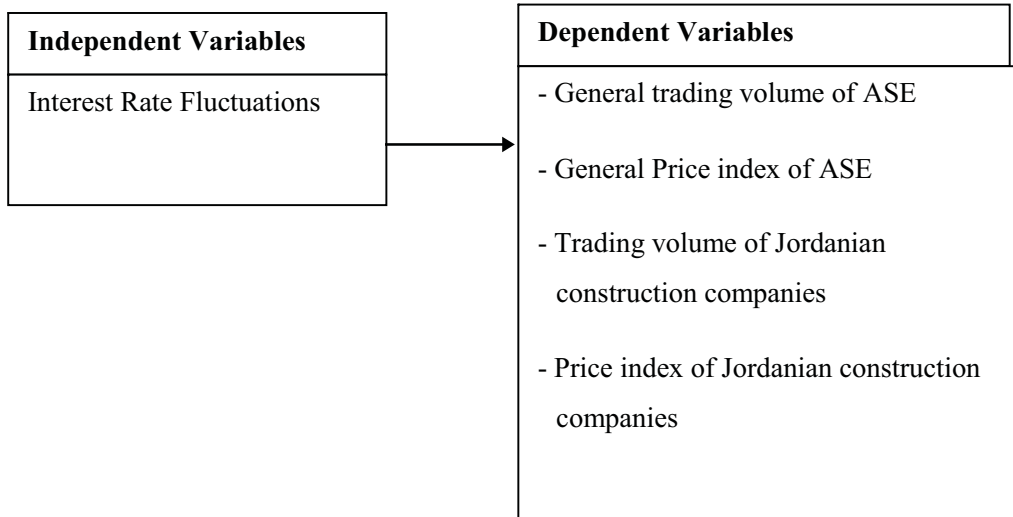 Independent Variables
Interest Rate Fluctuations
Dependent Variables
- General trading volume of ASE
- General Price index of ASE
- Trading volume of Jordanian
construction companies
- Price index of Jordanian construction
companies